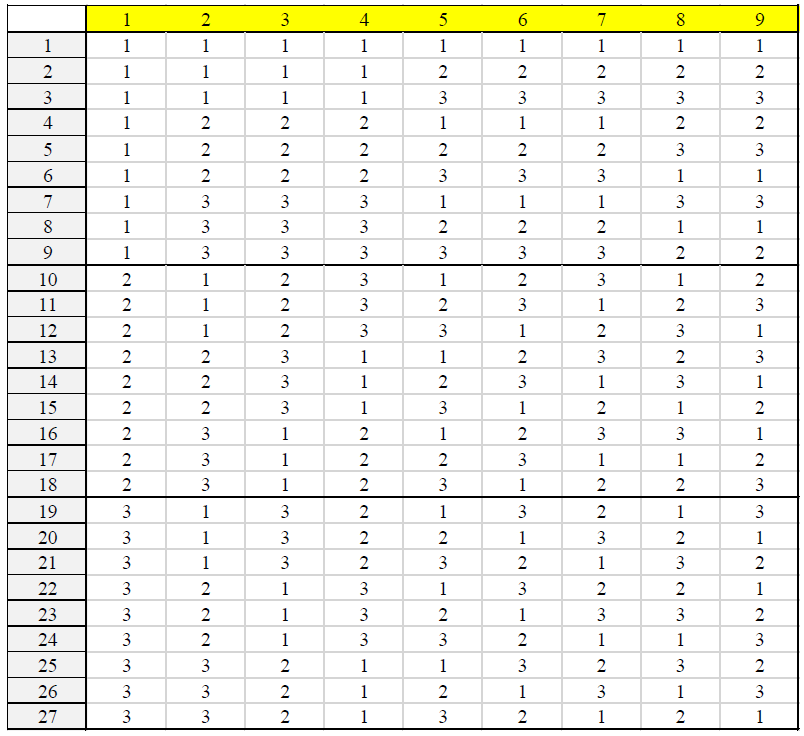 1 2 3 4 5 6 7 8 9
1 1 1 1 1 1 1 1 1 1
2 1 1 1 1 2 2 2 2 2
3 1 1 1 1 3 3 3 3 3
4 1 2 2 2 1 1 1 2 2
5 1 2 2 2 2 2 2 3 3
6 1 2 2 2 3 3 3 1 1
7 1 3 3 3 1 1 1 3 3
8 1 3 3 3 2 2 2 1 1
9 1 3 3 3 3 3 3 2 2
10 2 1 2 3 1 2 3 1 2
11 2 1 2 3 2 3 1 2 3
12 2 1 2 3 3 1 2 3 1
13 2 2 3 1 1 2 3 2 3
14 2 2 3 1 2 3 1 3 1
15 2 2 3 1 3 1 2 1 2
16 2 3 1 2 1 2 3 3 1
17 2 3 1 2 2 3 1 1 2
18 2 3 1 2 3 1 2 2 3
19 3 1 3 2 1 3 2 1 3
20 3 1 3 2 2 1 3 2 1
21 3 1 3 2 3 2 1 3 2
22 3 2 1 3 1 3 2 2 1
23 3 2 1 3 2 1 3 3 2
24 3 2 1 3 3 2 1 1 3
25 3 3 2 1 1 3 2 3 2
26 3 3 2 1 2 1 3 1 3
27 3 3 2 1 3 2 1 2 1